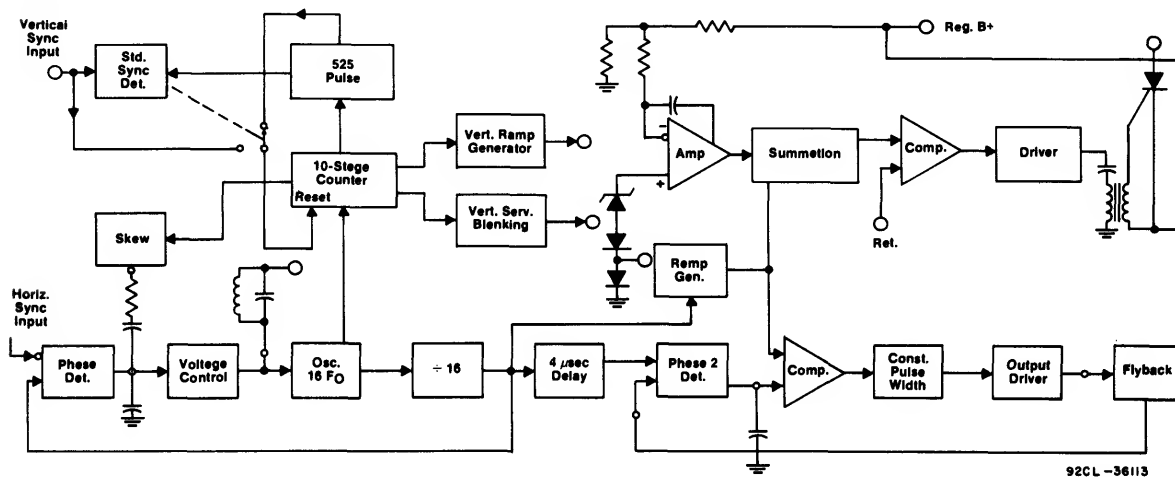 Vertical
Sync
Input
Std.
Sync
Det.
525
Pulse
10-Stege
Counter
Reset
Vert. Ramp
Generator
Vert. Serv.
Blenking
Skew
Horiz.
Sync
Input
Phase
Det.
Voltege
Control
Osc.
16 FO
÷ 16
4 μsec
Delay
Reg. B+
−
Amp
+
Summetion
Comp.
Ret.
Driver
Remp
Gen.
Phase 2
Det.
Comp.
Const.
Pulse
Width
Output
Driver
Flyback
92CL-36113